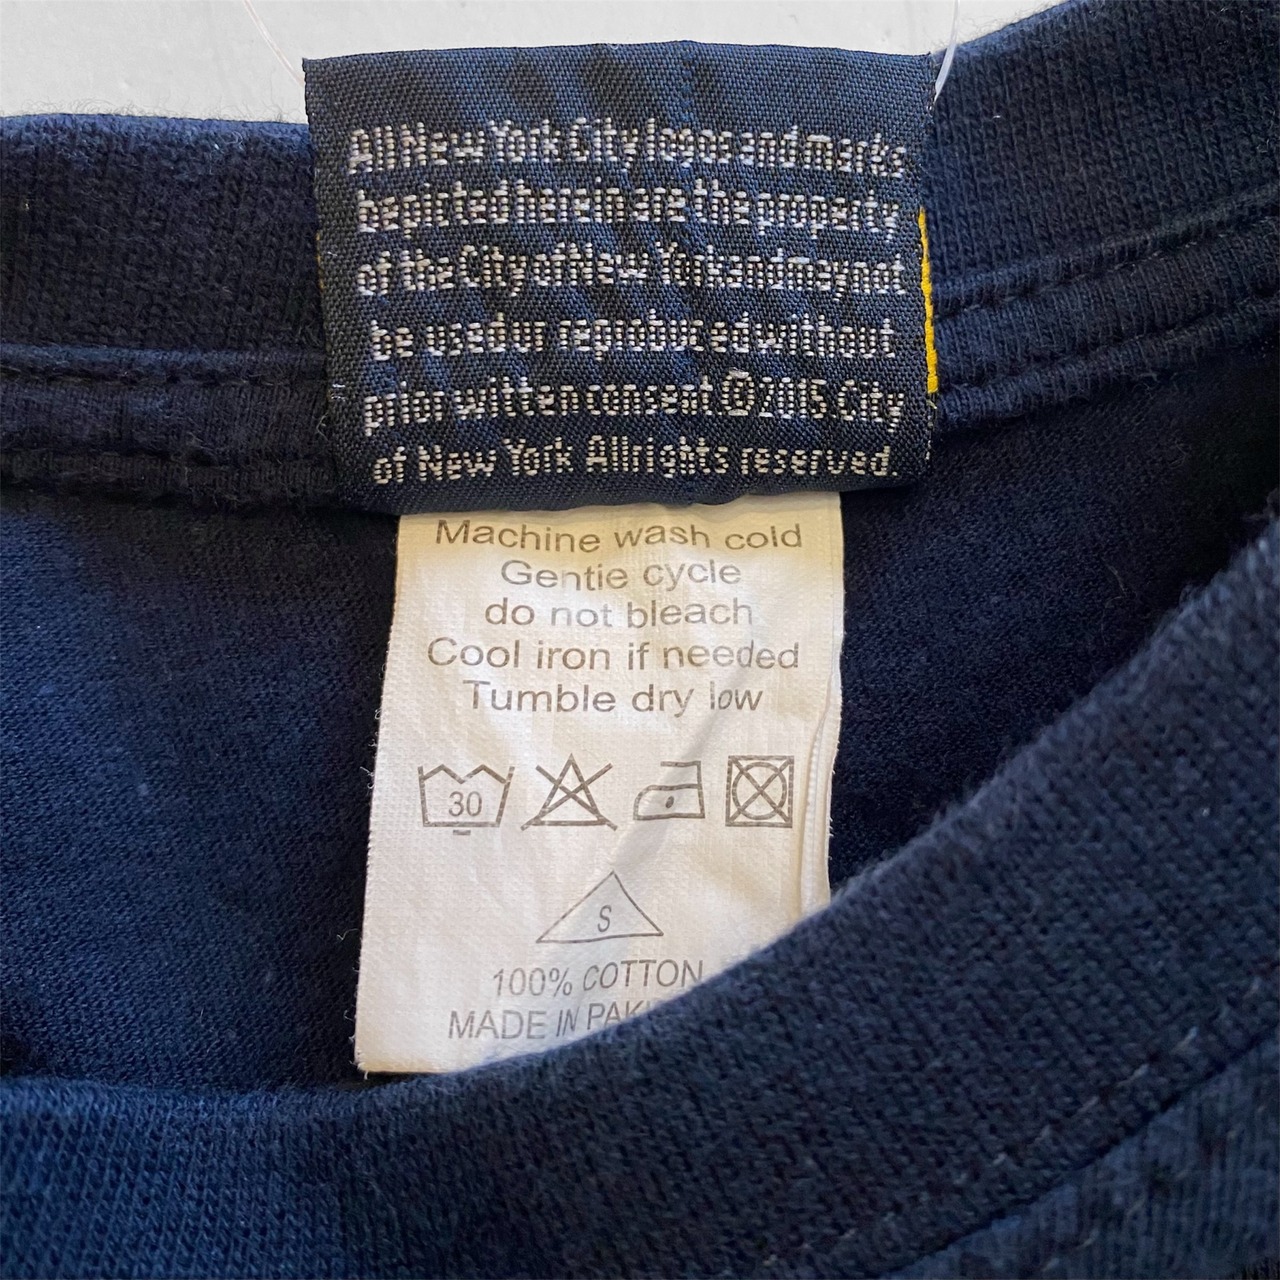 All New York City logos and marks
depicted herein are the property
of the City of New York and may not
be used or reproduced without
prior written consent ©2015 City
of New York All rights reserved.
Machine wash cold
Gentie cycle
do not bleach
Cool iron if needed
Tumble dry low
30
S
100% COTTON
MADE IN